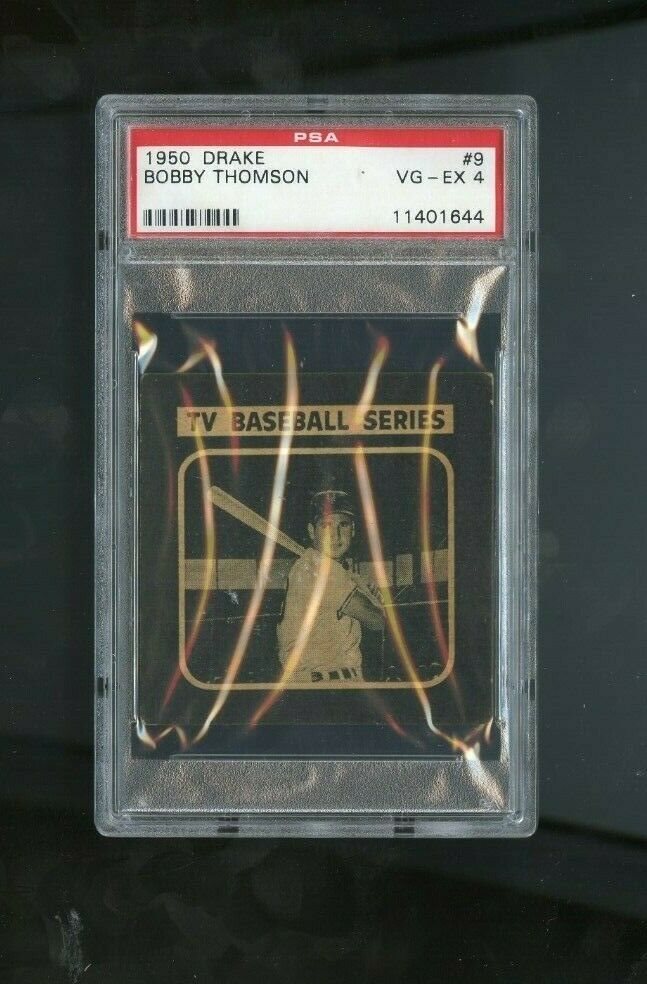 PSA
1950 DRAKE #9
BOBBY THOMSON VG-EX 4
11401644
TV BASEBALL SERIES